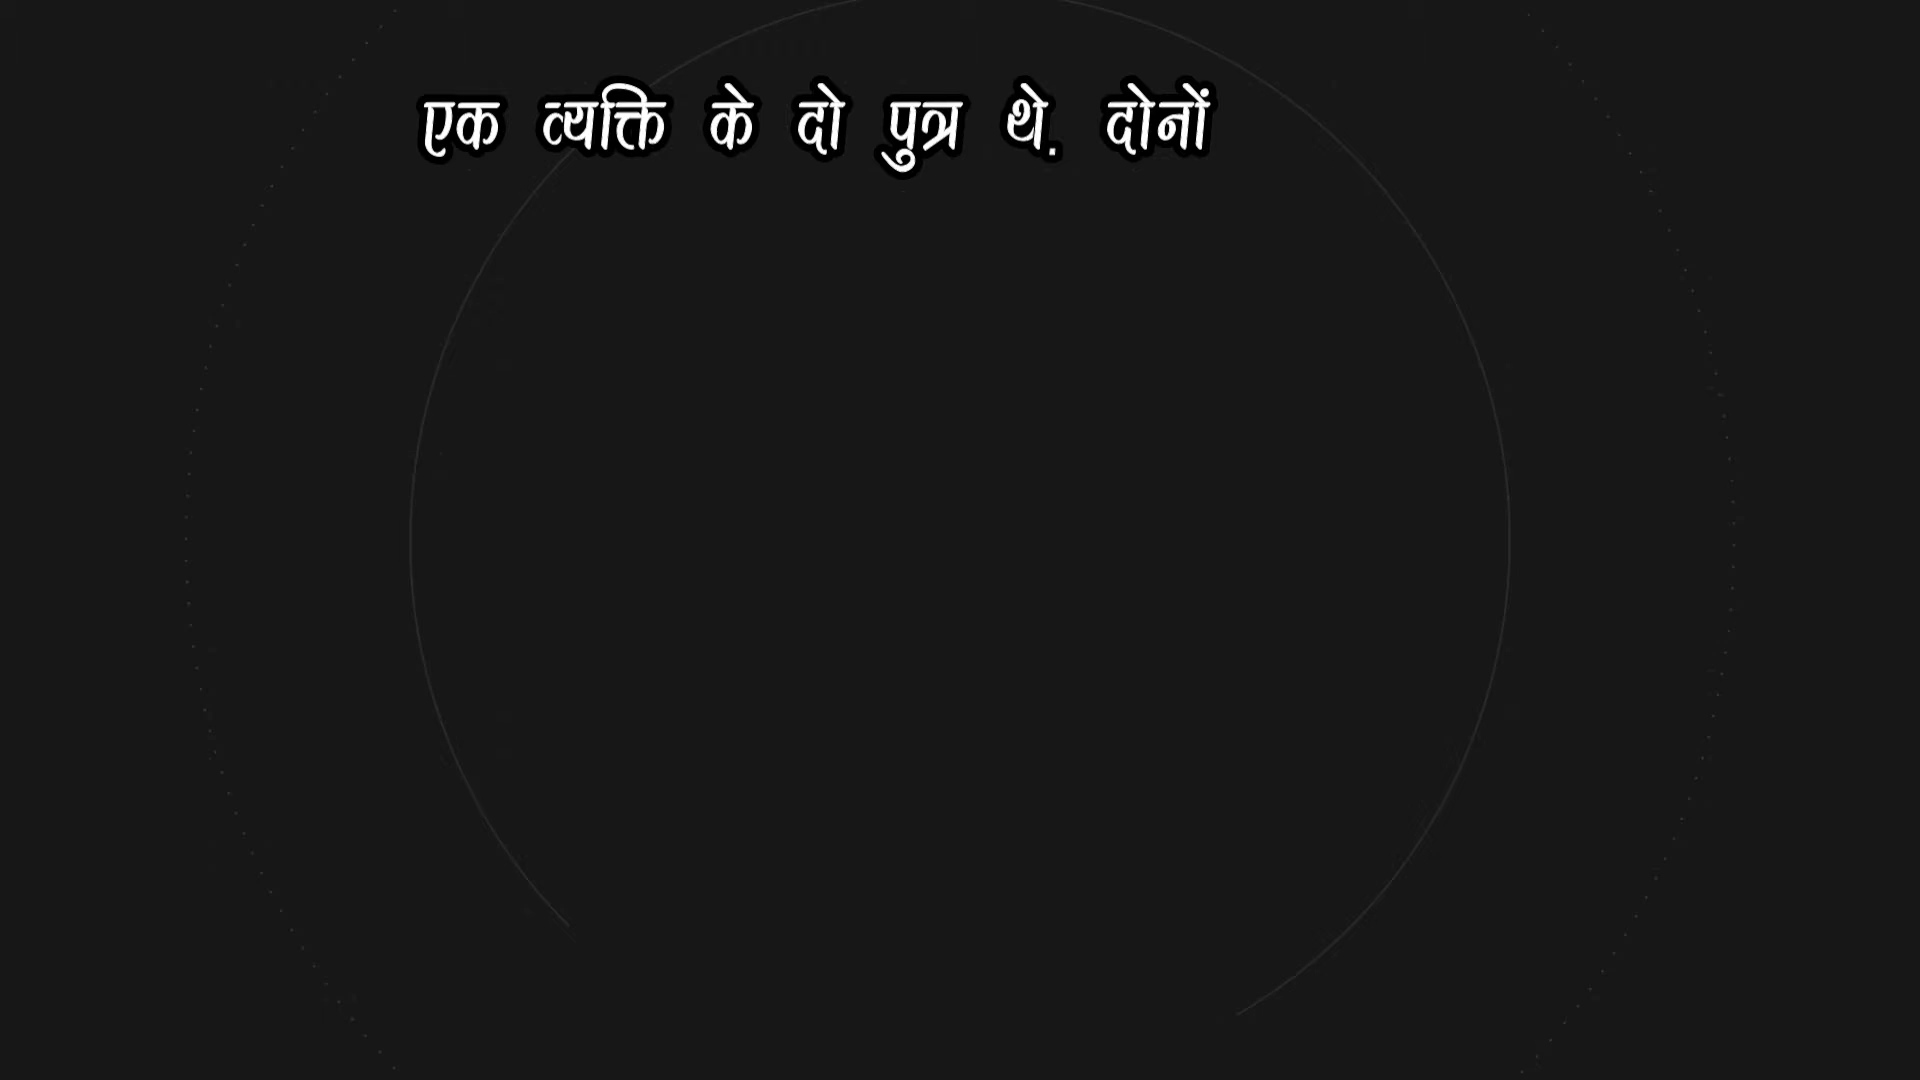 एक व्यक्ति के दो पुत्र थे. दोनों